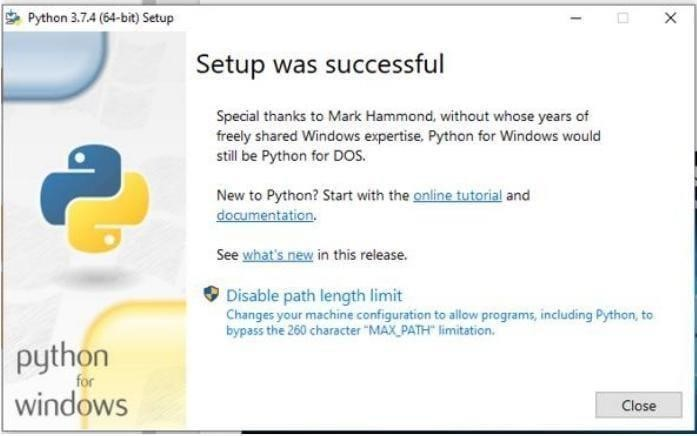 Python 3.7.4 (64-bit) Setup
Setup was successful
Special thanks to Mark Hammond, without whose years of
freely shared Windows expertise, Python for Windows would
still be Python for DOS.
New to Python? Start with the online tutorial and
documentation.
See what's new in this release.
Disable path length limit
Changes your machine configuration to allow programs, including Python, to
bypass the 260 character "MAX_PATH" limitation.
python
for
windows
Close